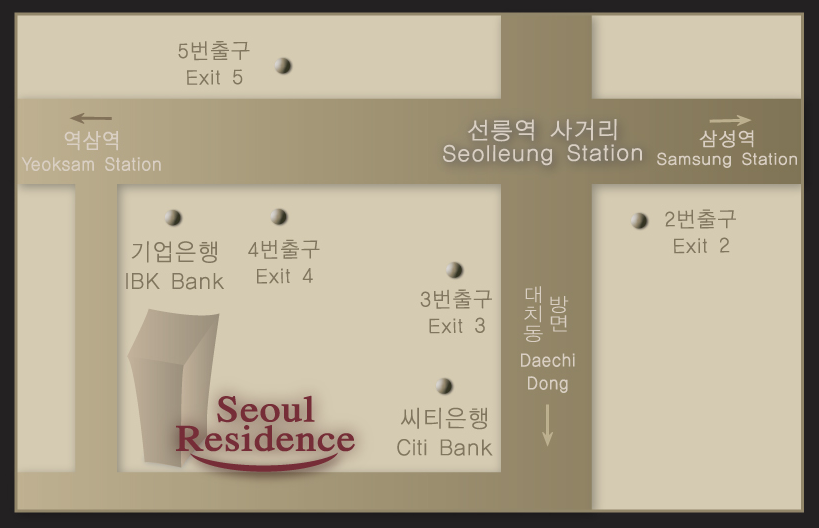 5번출구
Exit 5
역삼역
Yeoksam Station
선릉역 사거리
Seolleung Station
삼성역
Samsung Station
기업은행
IBK Bank
4번출구
Exit 4
2번출구
Exit 2
3번출구
Exit 3
대치동
방면
Daechi
Dong
씨티은행
Citi Bank
Seoul
Residence